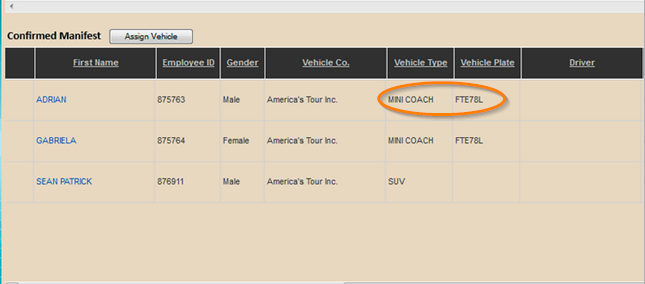 Confirmed Manifest Assign Vehicle
First Name Employee ID Gender Vehicle Co. Vehicle Type Vehicle Plate Driver
ADRIAN 875763 Male America's Tour Inc. MINI COACH FTE78L
GABRIELA 875764 Female America's Tour Inc. MINI COACH FTE78L
SEAN PATRICK 876911 Male America's Tour Inc. SUV